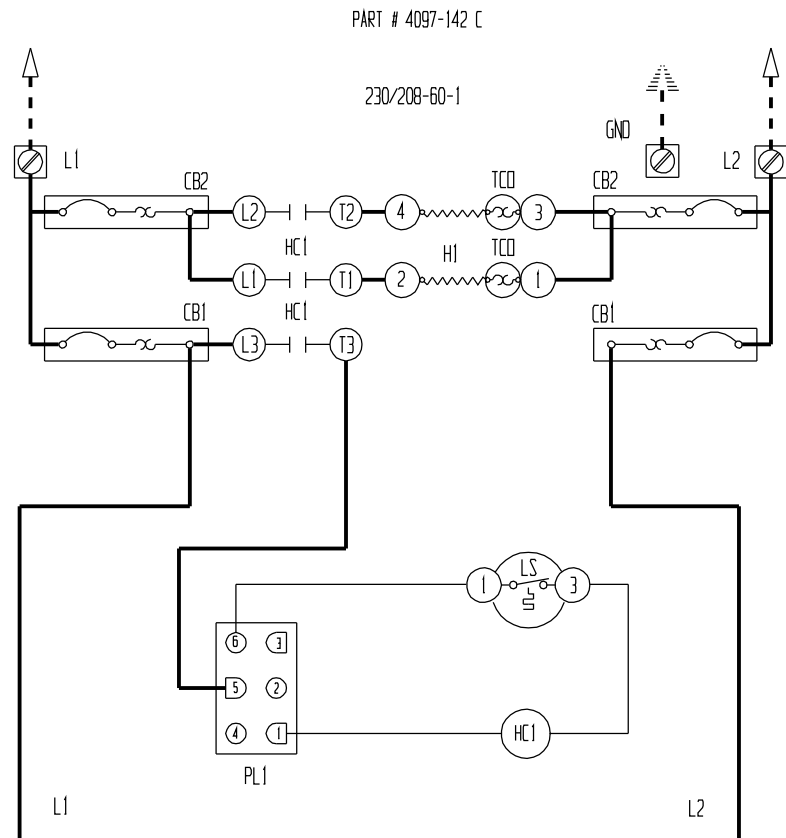 PART # 4097-142 C
230/208-60-1
GND
L1
L2
CB2
TCO
CB2
L2
T2
4
3
HC1
H1
TCO
L1
T1
2
1
CB1
HC1
CB1
L3
T3
LS
1
3
6
3
5
2
4
1
HC1
PL1
L1
L2